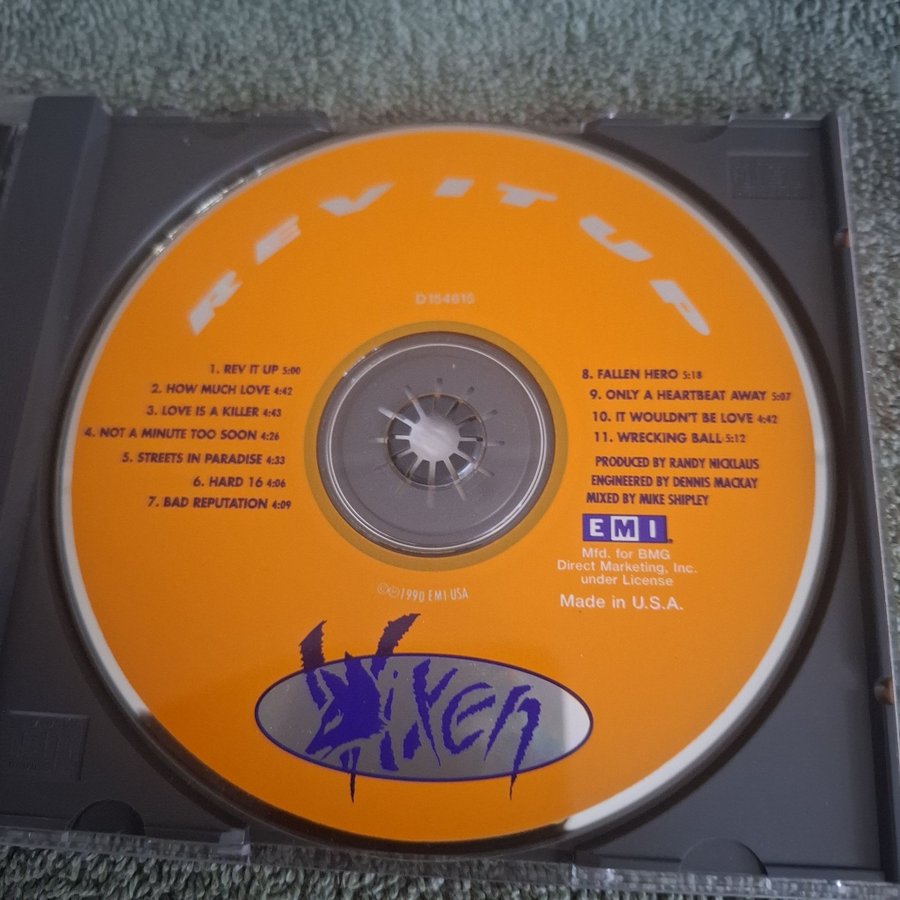 REV IT UP
D 154615
1. REV IT UP 5:00
2. HOW MUCH LOVE 4:42
3. LOVE IS A KILLER 4:43
4. NOT A MINUTE TOO SOON 4:26
5. STREETS IN PARADISE 4:33
6. HARD 16 4:06
7. BAD REPUTATION 4:09
8. FALLEN HERO 5:18
9. ONLY A HEARTBEAT AWAY 5:07
10. IT WOULDN'T BE LOVE 4:42
11. WRECKING BALL 5:12
PRODUCED BY RANDY NICKLAUS
ENGINEERED BY DENNIS MACKAY
MIXED BY MIKE SHIPLEY
EMI
Mfd. for BMG
Direct Marketing, Inc.
under License
Made in U.S.A.
©℗1990 EMI USA
Vixen